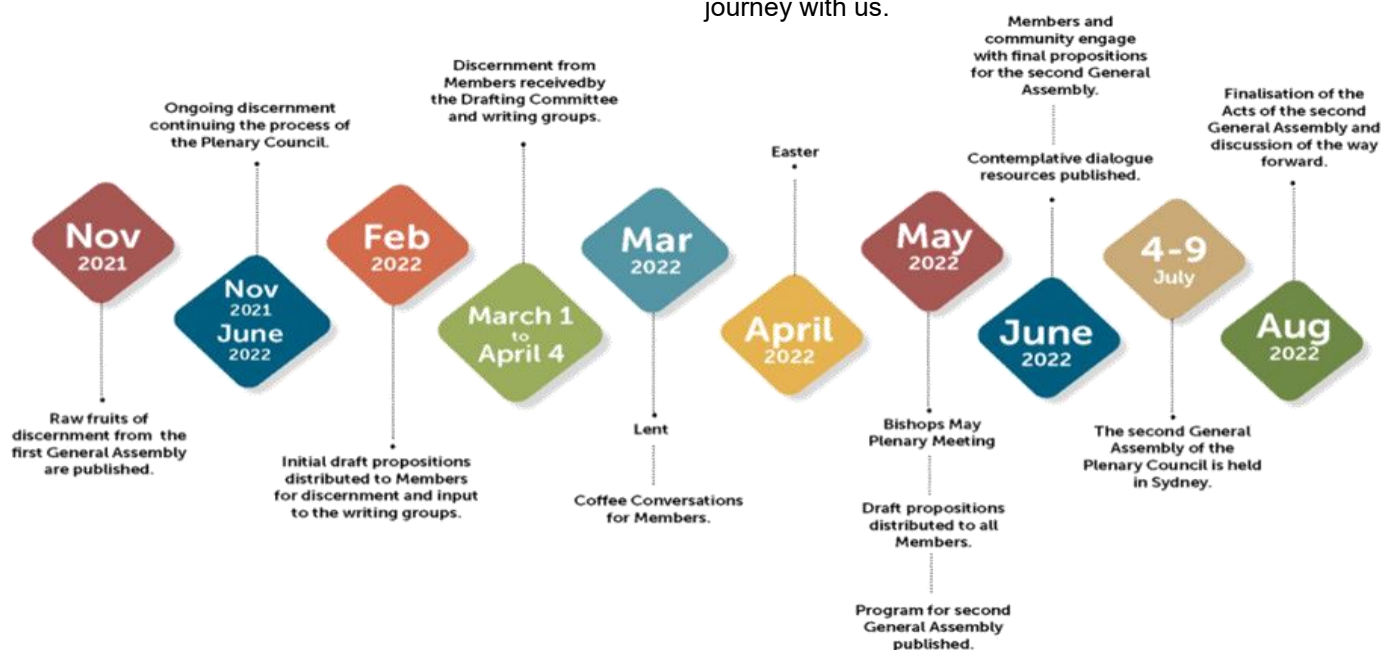 journey with us.
Nov
2021
Raw fruits of
discernment from the
first General Assembly
are published.
Ongoing discernment
continuing the process of
the Plenary Council.
Nov
2021
June
2022
Feb
2022
Initial draft propositions
distributed to Members
for discernment and input
to the writing groups.
Discernment from
Members receivedby
the Drafting Committee
and writing groups.
March 1
to
April 4
Mar
2022
Lent
Coffee Conversations
for Members.
Easter
April
2022
May
2022
Bishops May
Plenary Meeting
Draft propositions
distributed to all
Members.
Program for second
General Assembly
published.
Members and
community engage
with final propositions
for the second General
Assembly.
Contemplative dialogue
resources published.
June
2022
4-9
July
The second General
Assembly of the
Plenary Council is held
in Sydney.
Finalisation of the
Acts of the second
General Assembly and
discussion of the way
forward.
Aug
2022